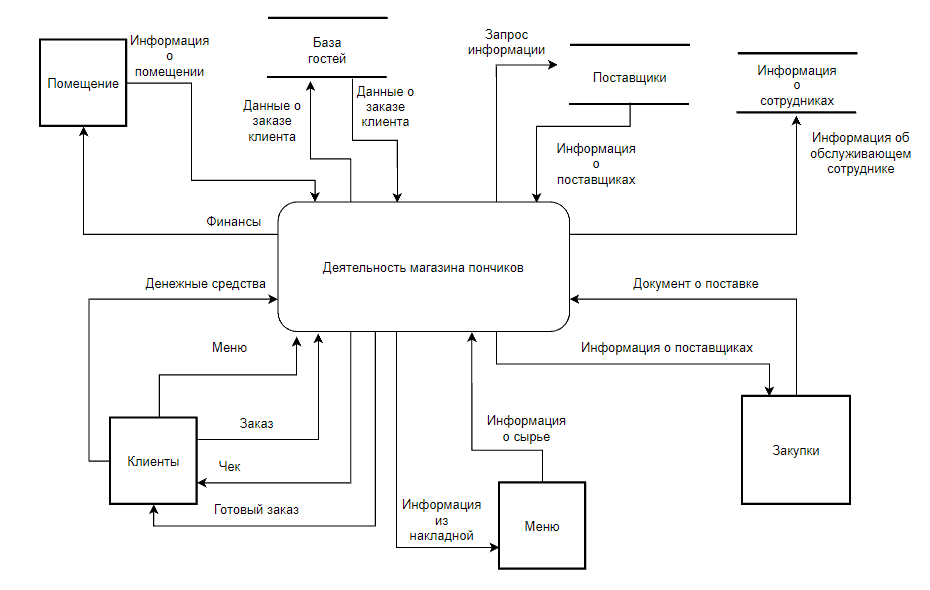 Помещение
Информация
о
помещении
База
гостей
Данные о
заказе
клиента
Данные о
заказе
клиента
Запрос
информации
Поставщики
Информация
о
поставщиках
Информация
о
сотрудниках
Информация об
обслуживающем
сотруднике
Финансы
Деятельность магазина пончиков
Денежные средства
Документ о поставке
Меню
Информация о поставщиках
Заказ
Клиенты
Чек
Готовый заказ
Информация
о сырье
Информация
из
накладной
Меню
Закупки